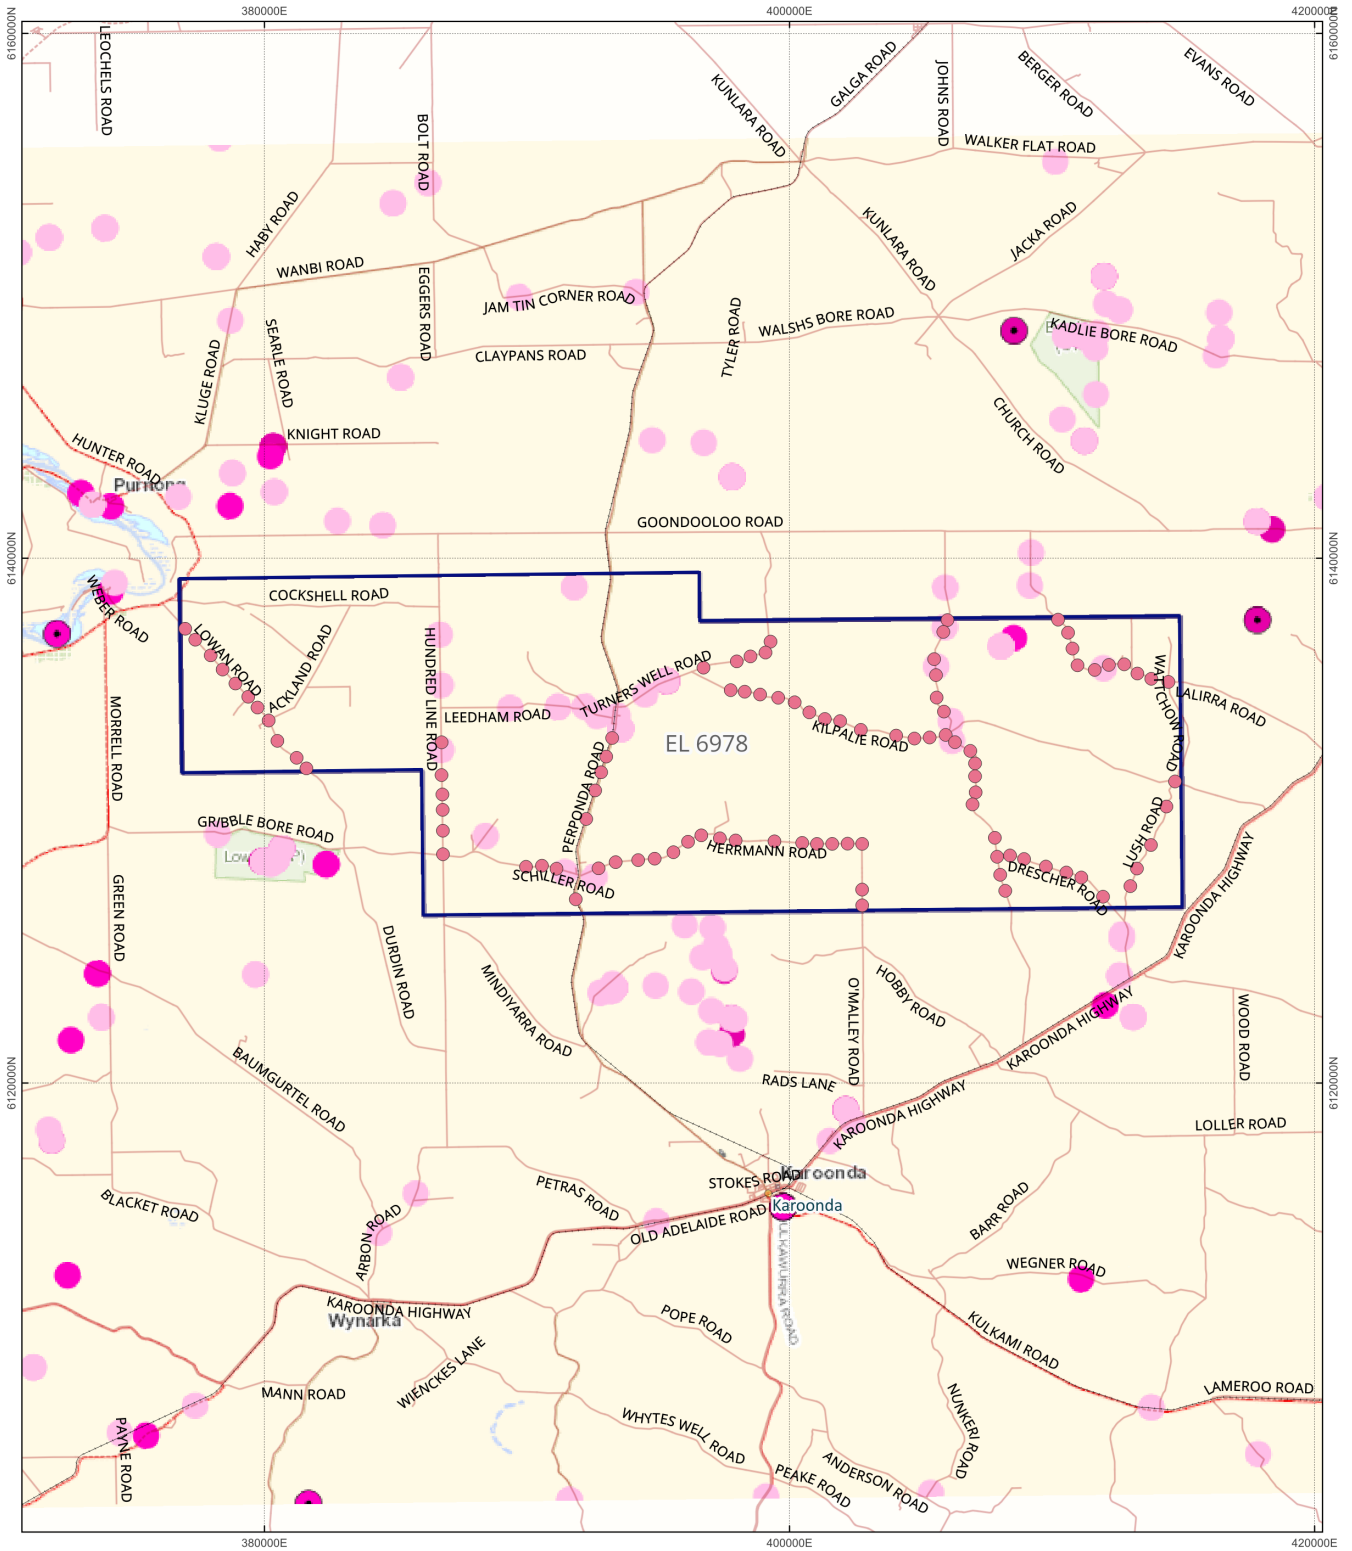 380000E
400000E
420000E
6160000N
6160000N
LEOCHELS ROAD
BOLT ROAD
KUNLARA ROAD
GALGA ROAD
JOHNS ROAD
BERGER ROAD
EVANS ROAD
WALKER FLAT ROAD
HABY ROAD
KUNLARA ROAD
JACKA ROAD
WANBI ROAD
EGGERS ROAD
JAM TIN CORNER ROAD
TYLER ROAD
WALSHS BORE ROAD
KADLIE BORE ROAD
SEARLE ROAD
KLUGE ROAD
CLAYPANS ROAD
CHURCH ROAD
KNIGHT ROAD
HUNTER ROAD
Purnong
GOONDOOLOO ROAD
6140000N
6140000N
WEBER ROAD
COCKSHELL ROAD
LOWAN ROAD
ACKLAND ROAD
HUNDRED LINE ROAD
TURNERS WELL ROAD
LEEDHAM ROAD
WATTCHOW ROAD
LALIRRA ROAD
MORRELL ROAD
EL 6978
KILPALIE ROAD
PERPONDA ROAD
GRIBBLE BORE ROAD
HERRMANN ROAD
LUSH ROAD
SCHILLER ROAD
DRESCHER ROAD
KAROONDA HIGHWAY
GREEN ROAD
DURDIN ROAD
MINDIYARRA ROAD
O'MALLEY ROAD
HOBBY ROAD
KAROONDA HIGHWAY
WOOD ROAD
BAUMGURTEL ROAD
RADS LANE
6120000N
6120000N
KAROONDA HIGHWAY
LOLLER ROAD
Karoonda
STOKES ROAD
Karoonda
BLACKET ROAD
PETRAS ROAD
OLD ADELAIDE ROAD
BARR ROAD
ARBON ROAD
WEGNER ROAD
KAROONDA HIGHWAY
Wynarka
POPE ROAD
KULKAMI ROAD
WIENCKES LANE
MANN ROAD
LAMEROO ROAD
PAYNE ROAD
WHYTES WELL ROAD
NUNKERI ROAD
PEAKE ROAD
ANDERSON ROAD
380000E
400000E
420000E